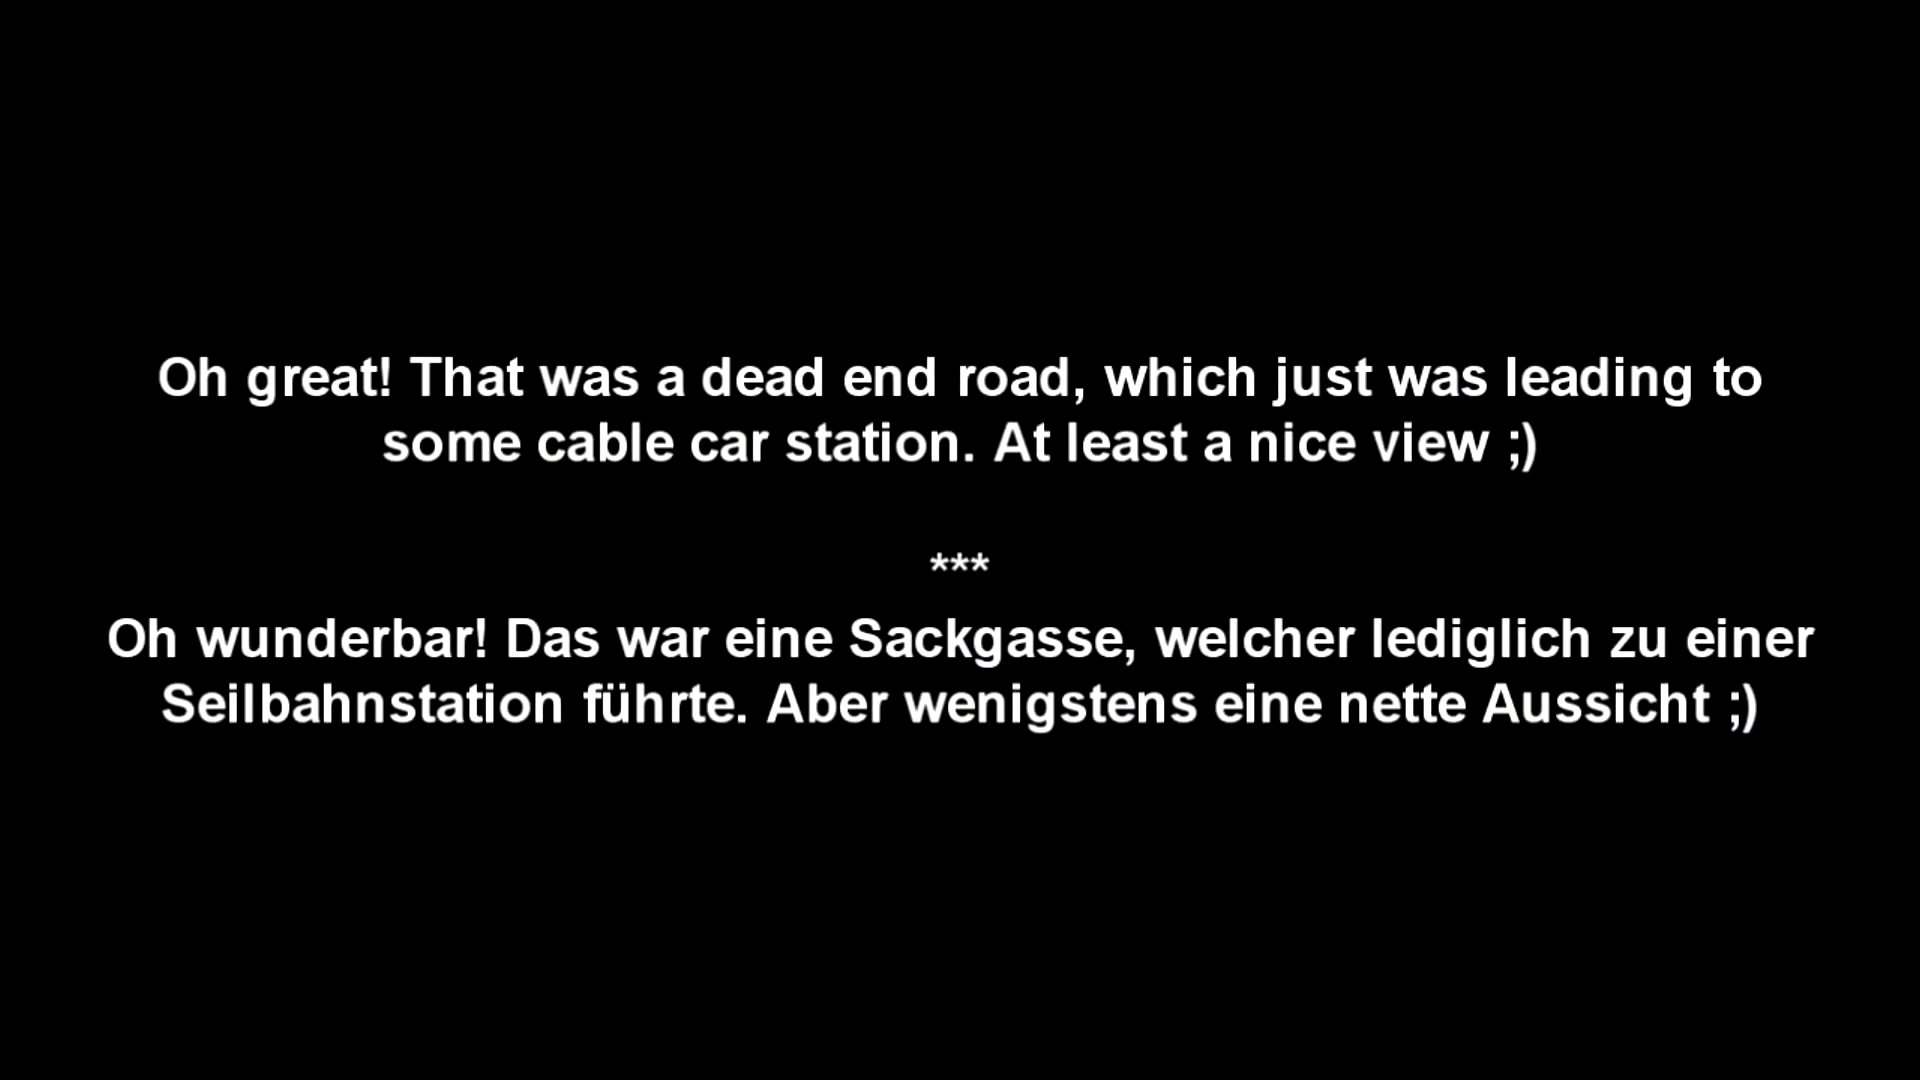 Oh great! That was a dead end road, which just was leading to
some cable car station. At least a nice view ;)
***
Oh wunderbar! Das war eine Sackgasse, welcher lediglich zu einer
Seilbahnstation führte. Aber wenigstens eine nette Aussicht ;)